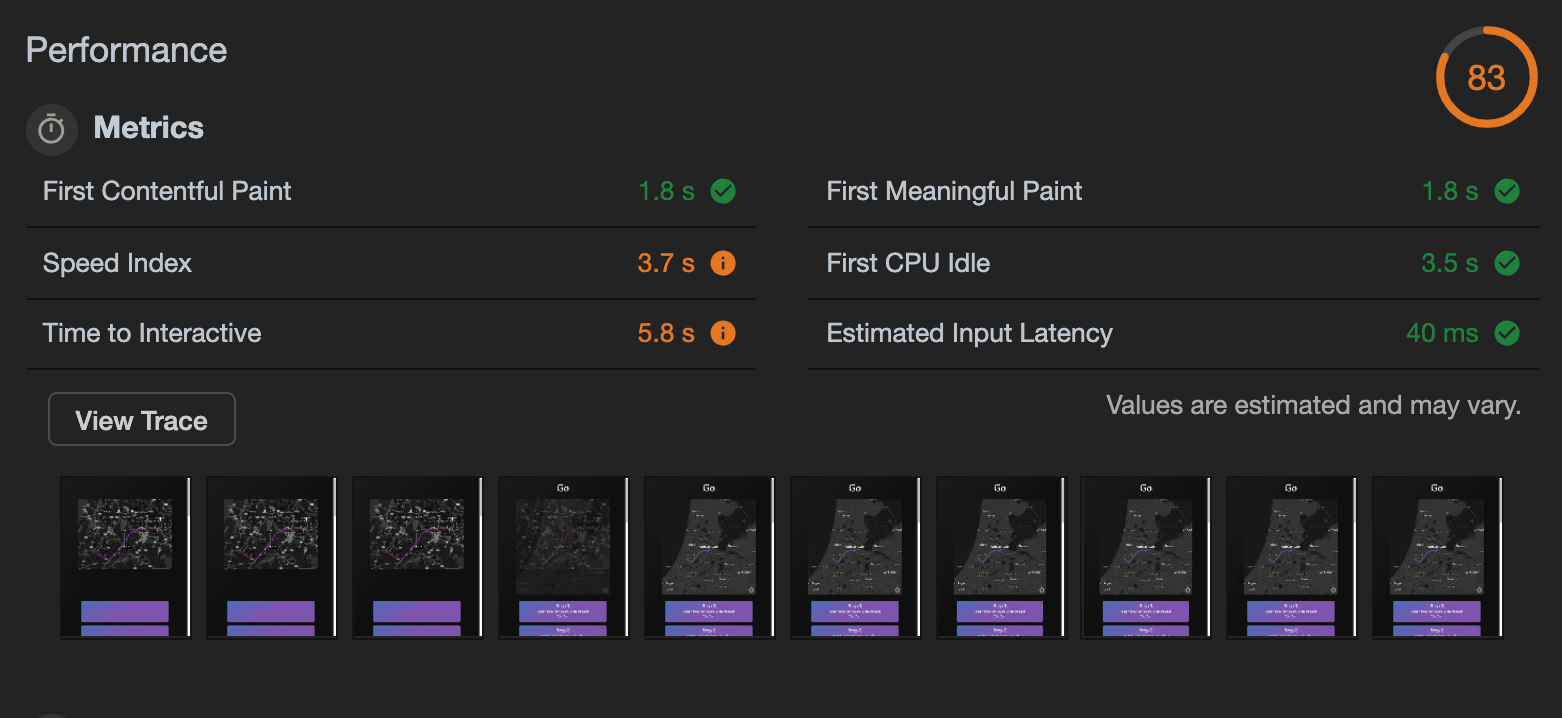 Performance
83
Metrics
First Contentful Paint 1.8 s
First Meaningful Paint 1.8 s
Speed Index 3.7 s
First CPU Idle 3.5 s
Time to Interactive 5.8 s
Estimated Input Latency 40 ms
View Trace
Values are estimated and may vary.
Go Go Go Go Go Go Go